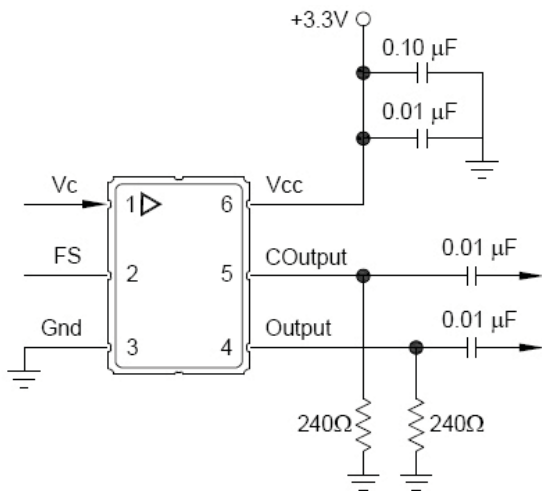 +3.3V
0.10 μF
0.01 μF
Vc
1
6
Vcc
FS
2
5
COutput
0.01 μF
Gnd
3
4
Output
0.01 μF
240Ω
240Ω